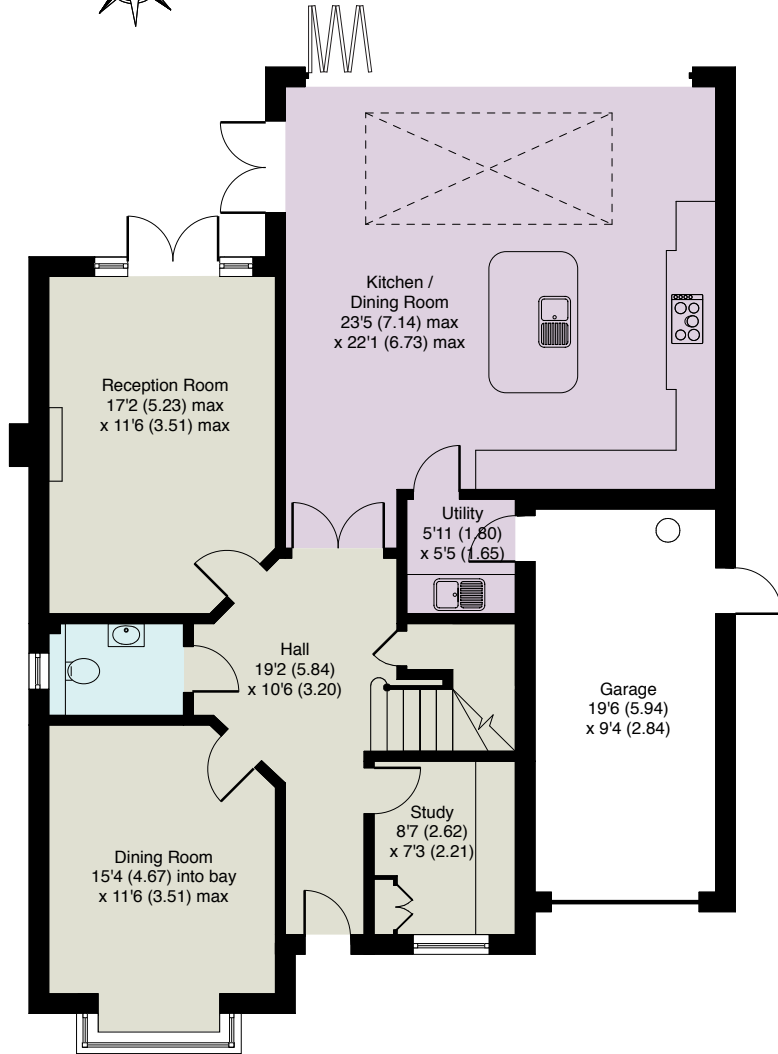 Kitchen /
Dining Room
23'5 (7.14) max
x 22'1 (6.73) max
Reception Room
17'2 (5.23) max
x 11'6 (3.51) max
Utility
5'11 (1.80)
x 5'5 (1.65)
Hall
19'2 (5.84)
x 10'6 (3.20)
Garage
19'6 (5.94)
x 9'4 (2.84)
Study
8'7 (2.62)
x 7'3 (2.21)
Dining Room
15'4 (4.67) into bay
x 11'6 (3.51) max